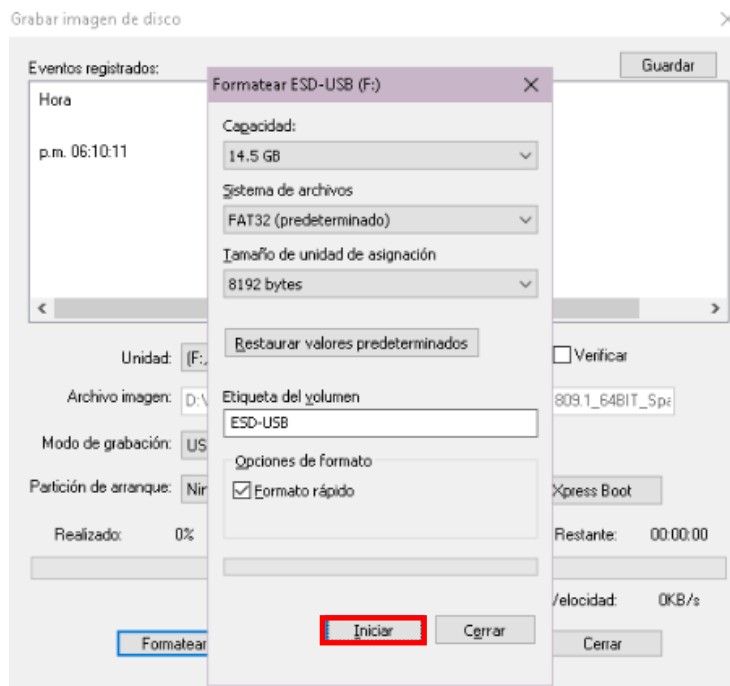 Grabar imagen de disco
Eventos registrados:
Guardar
Hora
p.m. 06:10:11
Formatear ESD-USB (F:)
Capacidad:
14.5 GB
Sistema de archivos
FAT32 (predeterminado)
Tamaño de unidad de asignación
8192 bytes
Restaurar valores predeterminados
Etiqueta del volumen
ESD-USB
Opciones de formato
Formato rápido
Iniciar
Cerrar
Unidad: (F:,
Verificar
Archivo imagen: D:\
809.1_64BIT_Spa
Modo de grabación: US
Partición de arranque: Nin
Xpress Boot
Realizado: 0%
Restante: 00:00:00
Velocidad: 0KB/s
Formatear
Cerrar